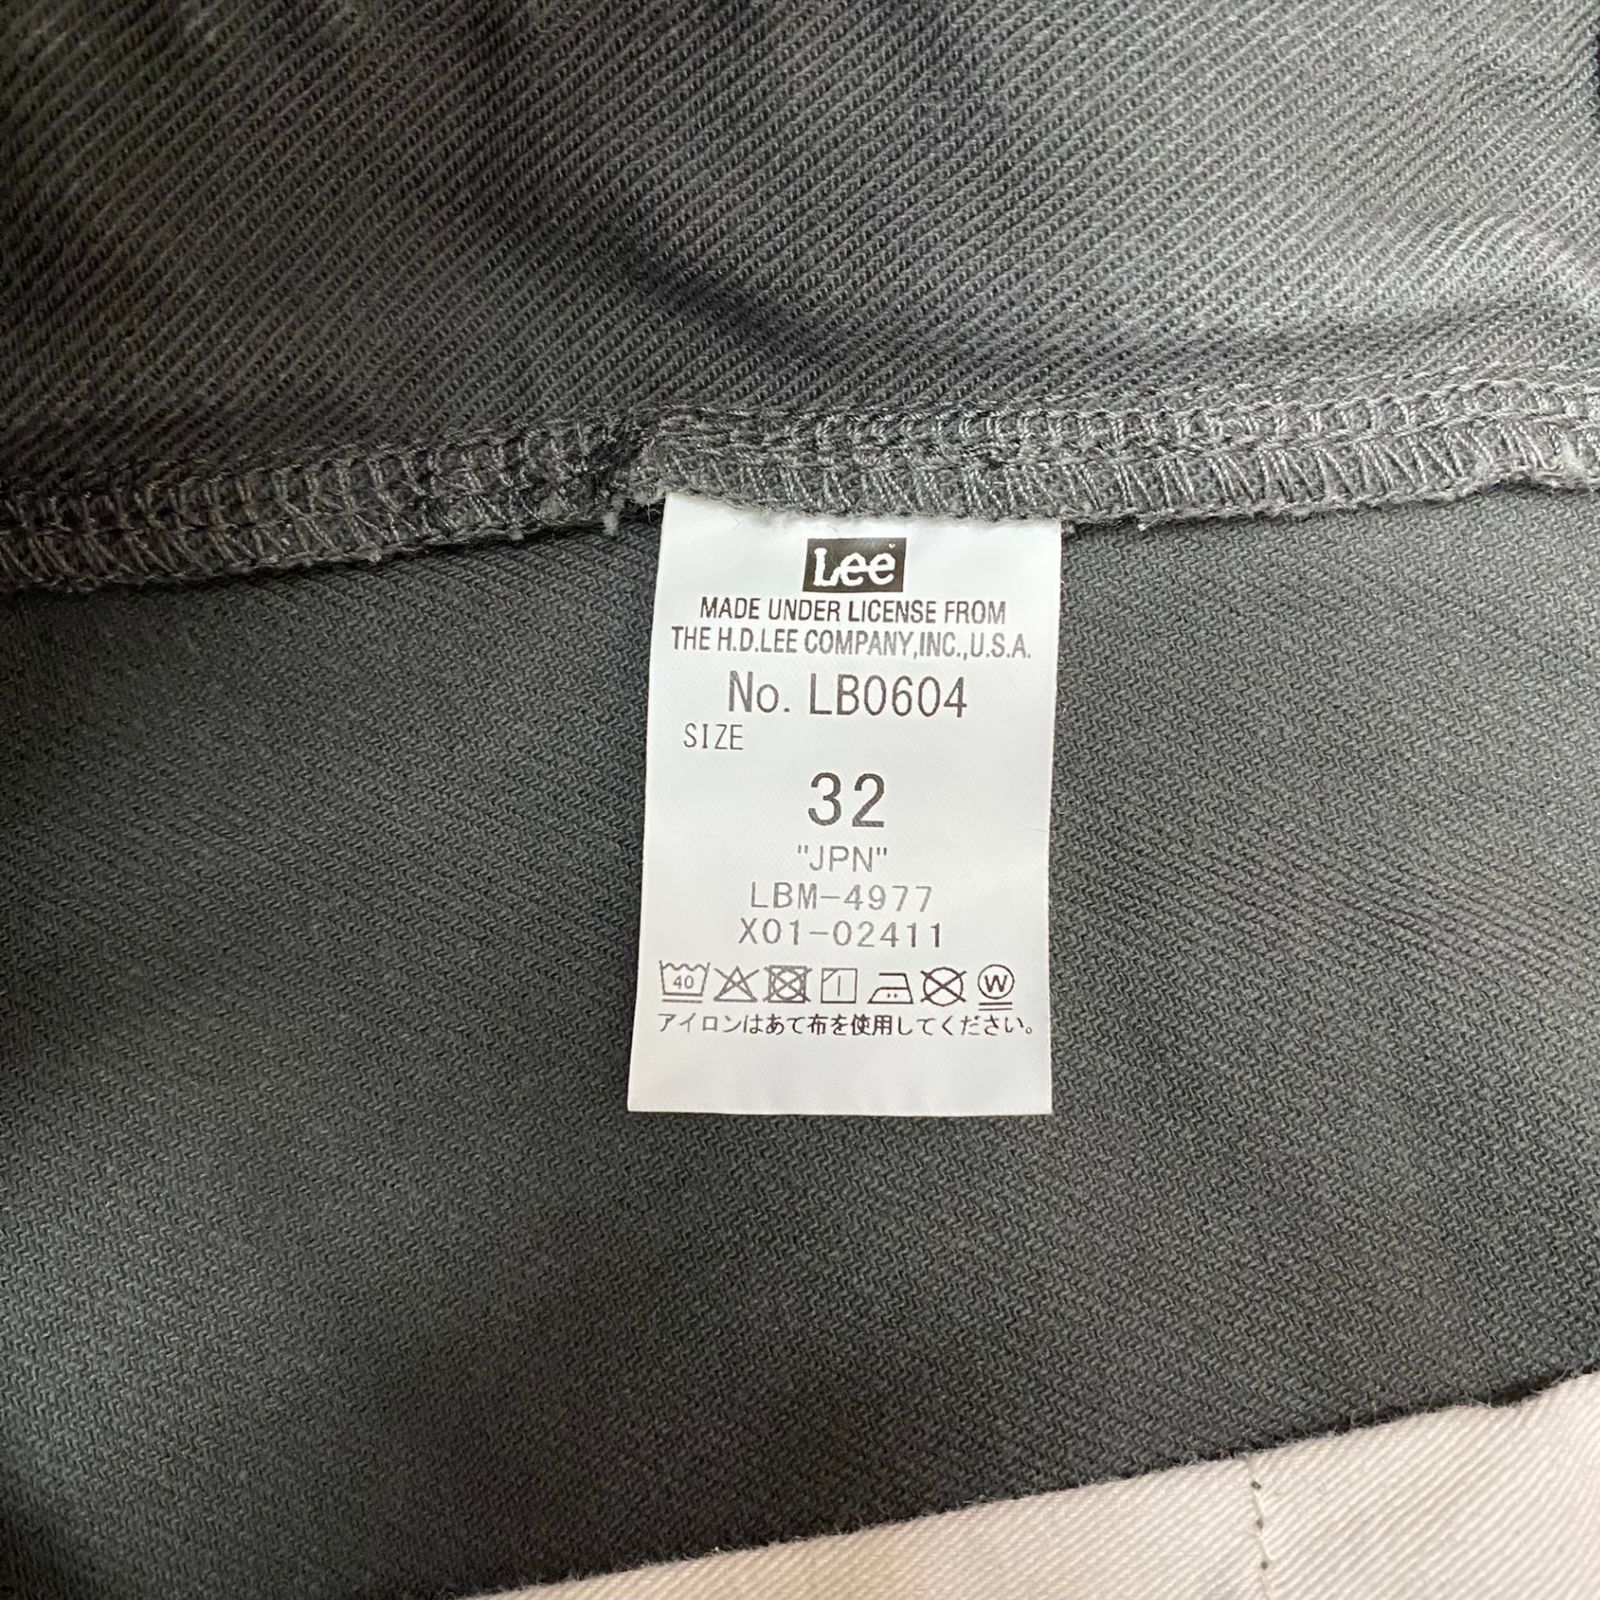 Lee
MADE UNDER LICENSE FROM
THE H.D.LEE COMPANY,INC.,U.S.A.
No. LB0604
SIZE
32
"JPN"
LBM-4977
X01-02411
40 W
アイロンはあて布を使用してください。